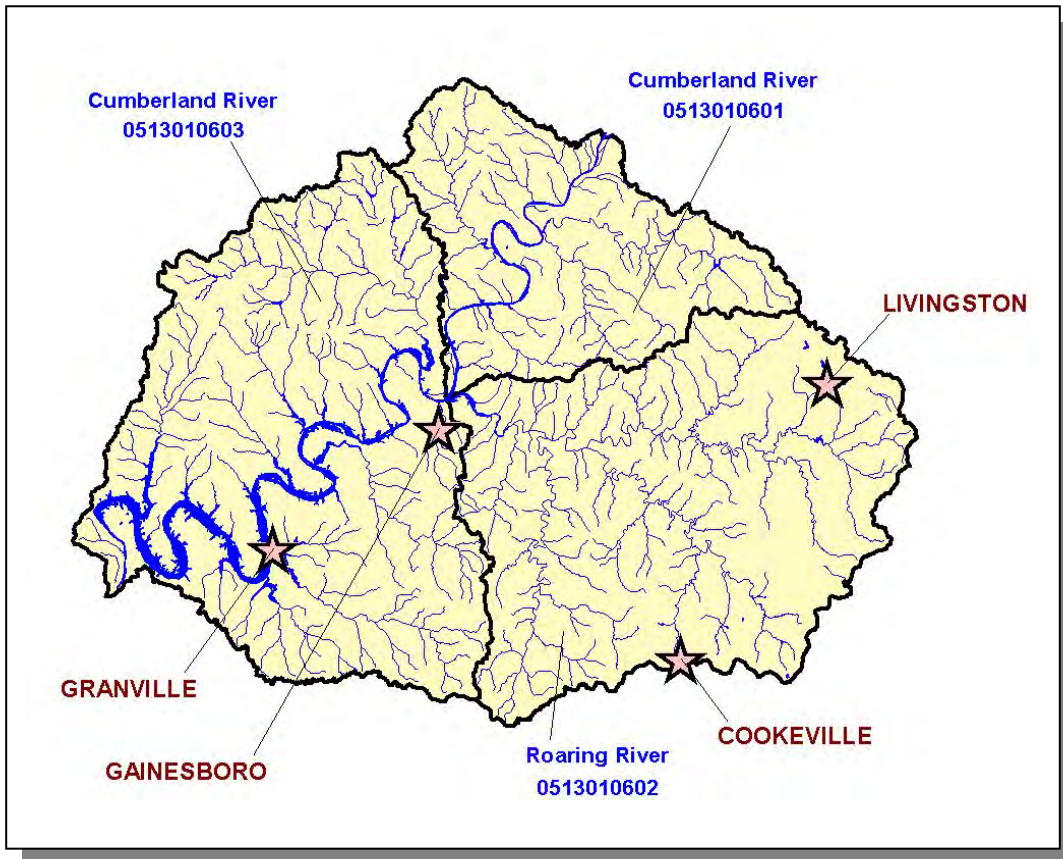 Cumberland River
0513010603
Cumberland River
0513010601
LIVINGSTON
GRANVILLE
GAINESBORO
COOKEVILLE
Roaring River
0513010602